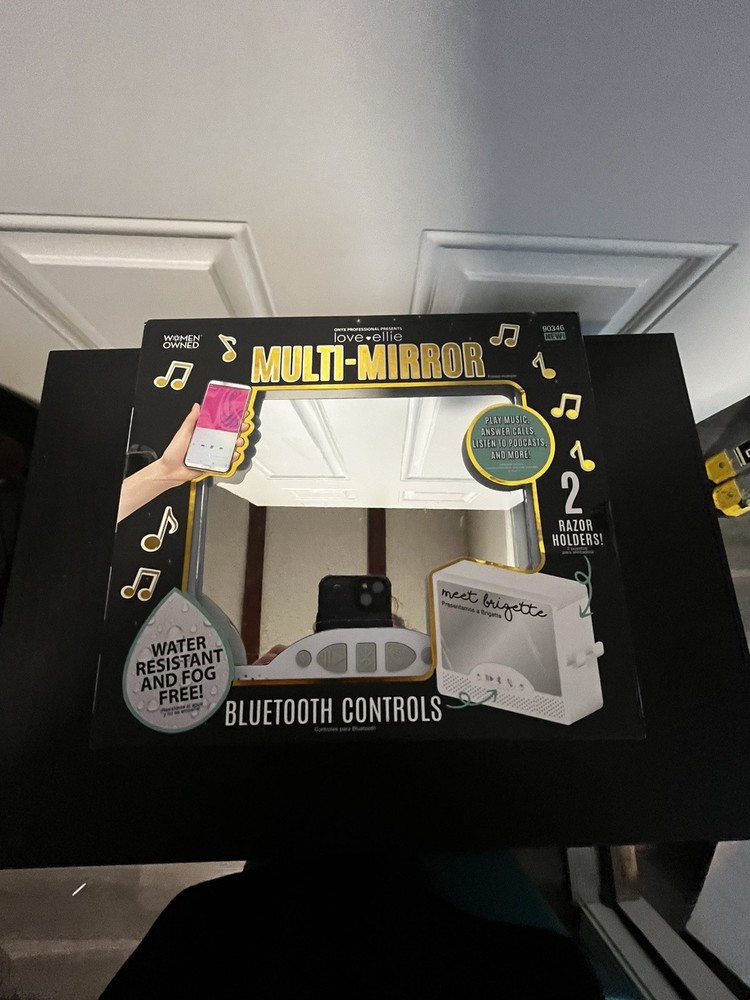 WOMEN
OWNED
ONYX PROFESSIONAL PRESENTS
love ellie
MULTI-MIRROR
90346
NEW!
PLAY MUSIC,
ANSWER CALLS,
LISTEN TO PODCASTS,
AND MORE!
2
RAZOR
HOLDERS!
meet brigette
Presentamos a Brigette
WATER
RESISTANT
AND FOG
FREE!
BLUETOOTH CONTROLS
Controles para Bluetooth